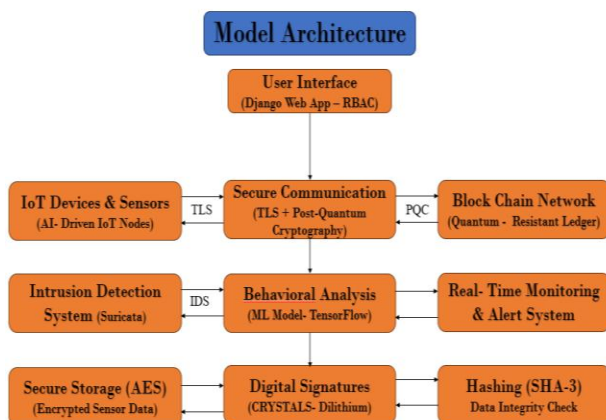 Model Architecture
User Interface
(Django Web App – RBAC)
IoT Devices & Sensors
(AI- Driven IoT Nodes)
TLS
Secure Communication
(TLS + Post-Quantum
Cryptography)
PQC
Block Chain Network
(Quantum - Resistant Ledger)
Intrusion Detection
System (Suricata)
IDS
Behavioral Analysis
(ML Model- TensorFlow)
Real- Time Monitoring
& Alert System
Secure Storage (AES)
(Encrypted Sensor Data)
Digital Signatures
(CRYSTALS- Dilithium)
Hashing (SHA-3)
Data Integrity Check